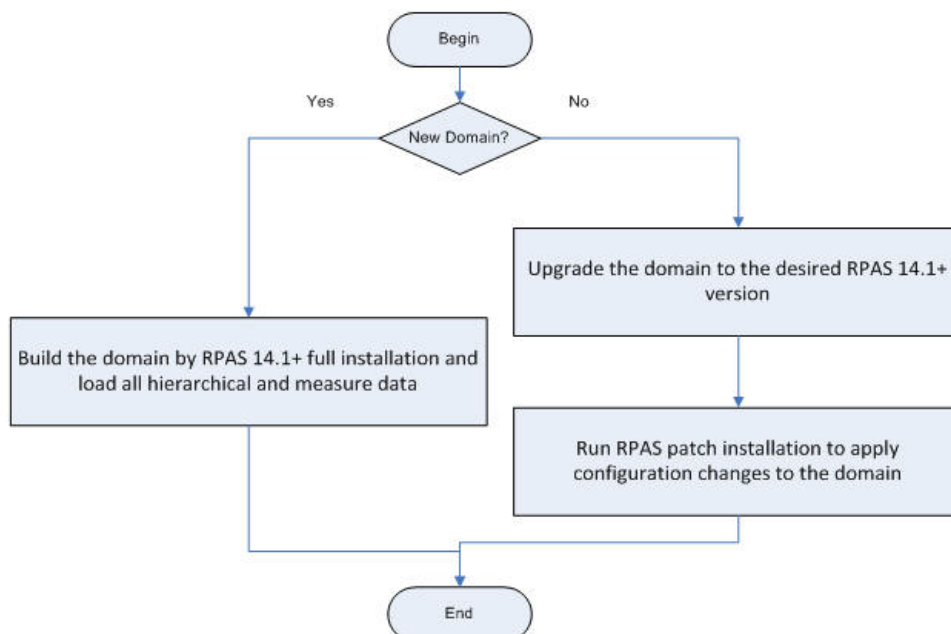 Begin
Yes
No
New Domain?
Upgrade the domain to the desired RPAS 14.1+
version
Build the domain by RPAS 14.1+ full installation and
load all hierarchical and measure data
Run RPAS patch installation to apply
configuration changes to the domain
End